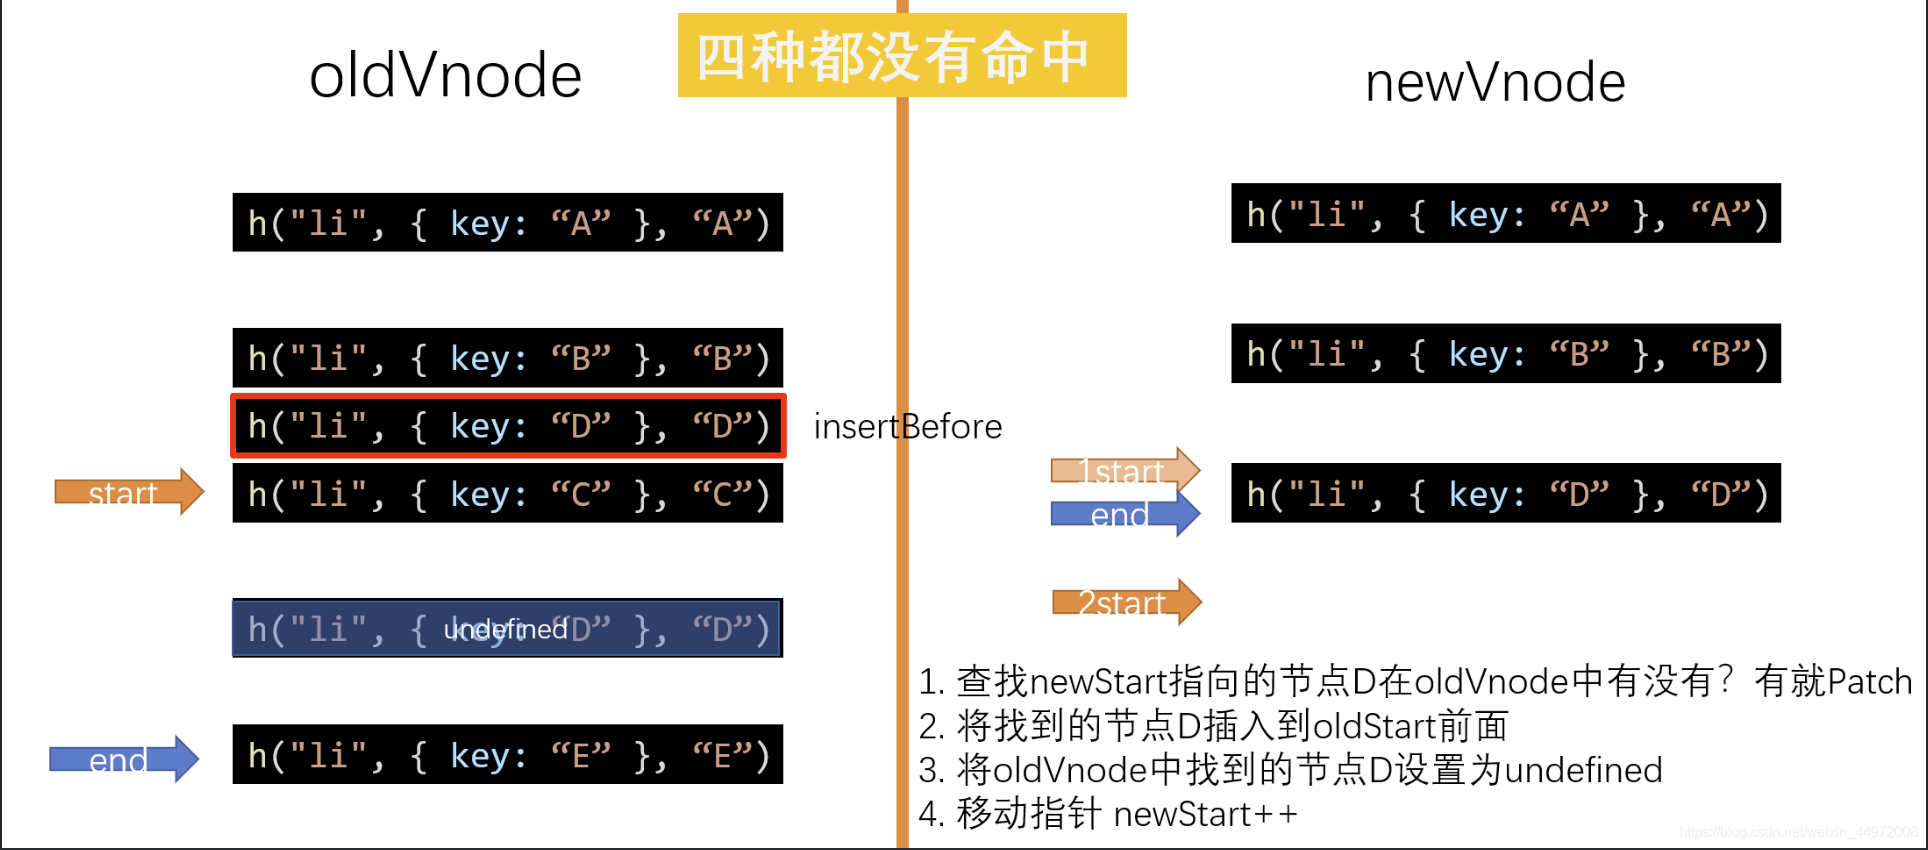 四种都没有命中
oldVnode
newVnode
h("li", { key: “A” }, “A”)
h("li", { key: “B” }, “B”)
h("li", { key: “D” }, “D”)
insertBefore
start
h("li", { key: “C” }, “C”)
h("li", { key: “D” }, “D”)
undefined
end
h("li", { key: “E” }, “E”)
h("li", { key: “A” }, “A”)
h("li", { key: “B” }, “B”)
1start
end
h("li", { key: “D” }, “D”)
2start
1. 查找newStart指向的节点D在oldVnode中有没有？有就Patch
2. 将找到的节点D插入到oldStart前面
3. 将oldVnode中找到的节点D设置为undefined
4. 移动指针 newStart++
https://blog.csdn.net/weixin_44972008